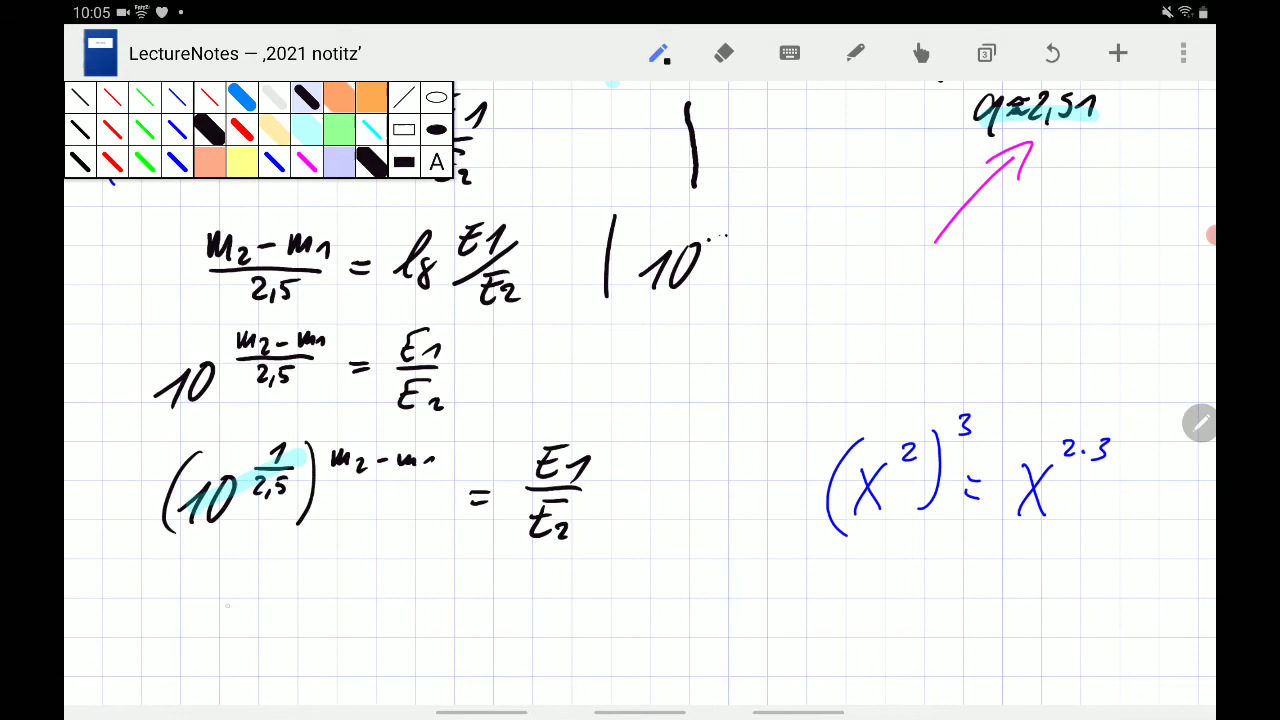 10:05
LectureNotes — ‚2021 notitz’
3
A
q≈2,51
m₂-m₁/2,5 = lg E1/E₂ | 10^...
10^(m₂-m₁/2,5) = E1/E₂
(10^(1/2,5))^(m₂-m₁) = E1/E₂
(x²)³ = x^(2·3)